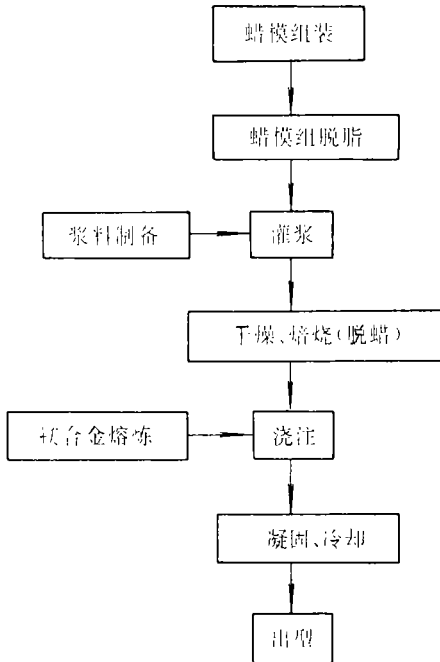 蜡模组装
蜡模组脱脂
浆料制备
灌浆
干燥、焙烧(脱蜡)
合金熔炼
浇注
凝固、冷却
出型